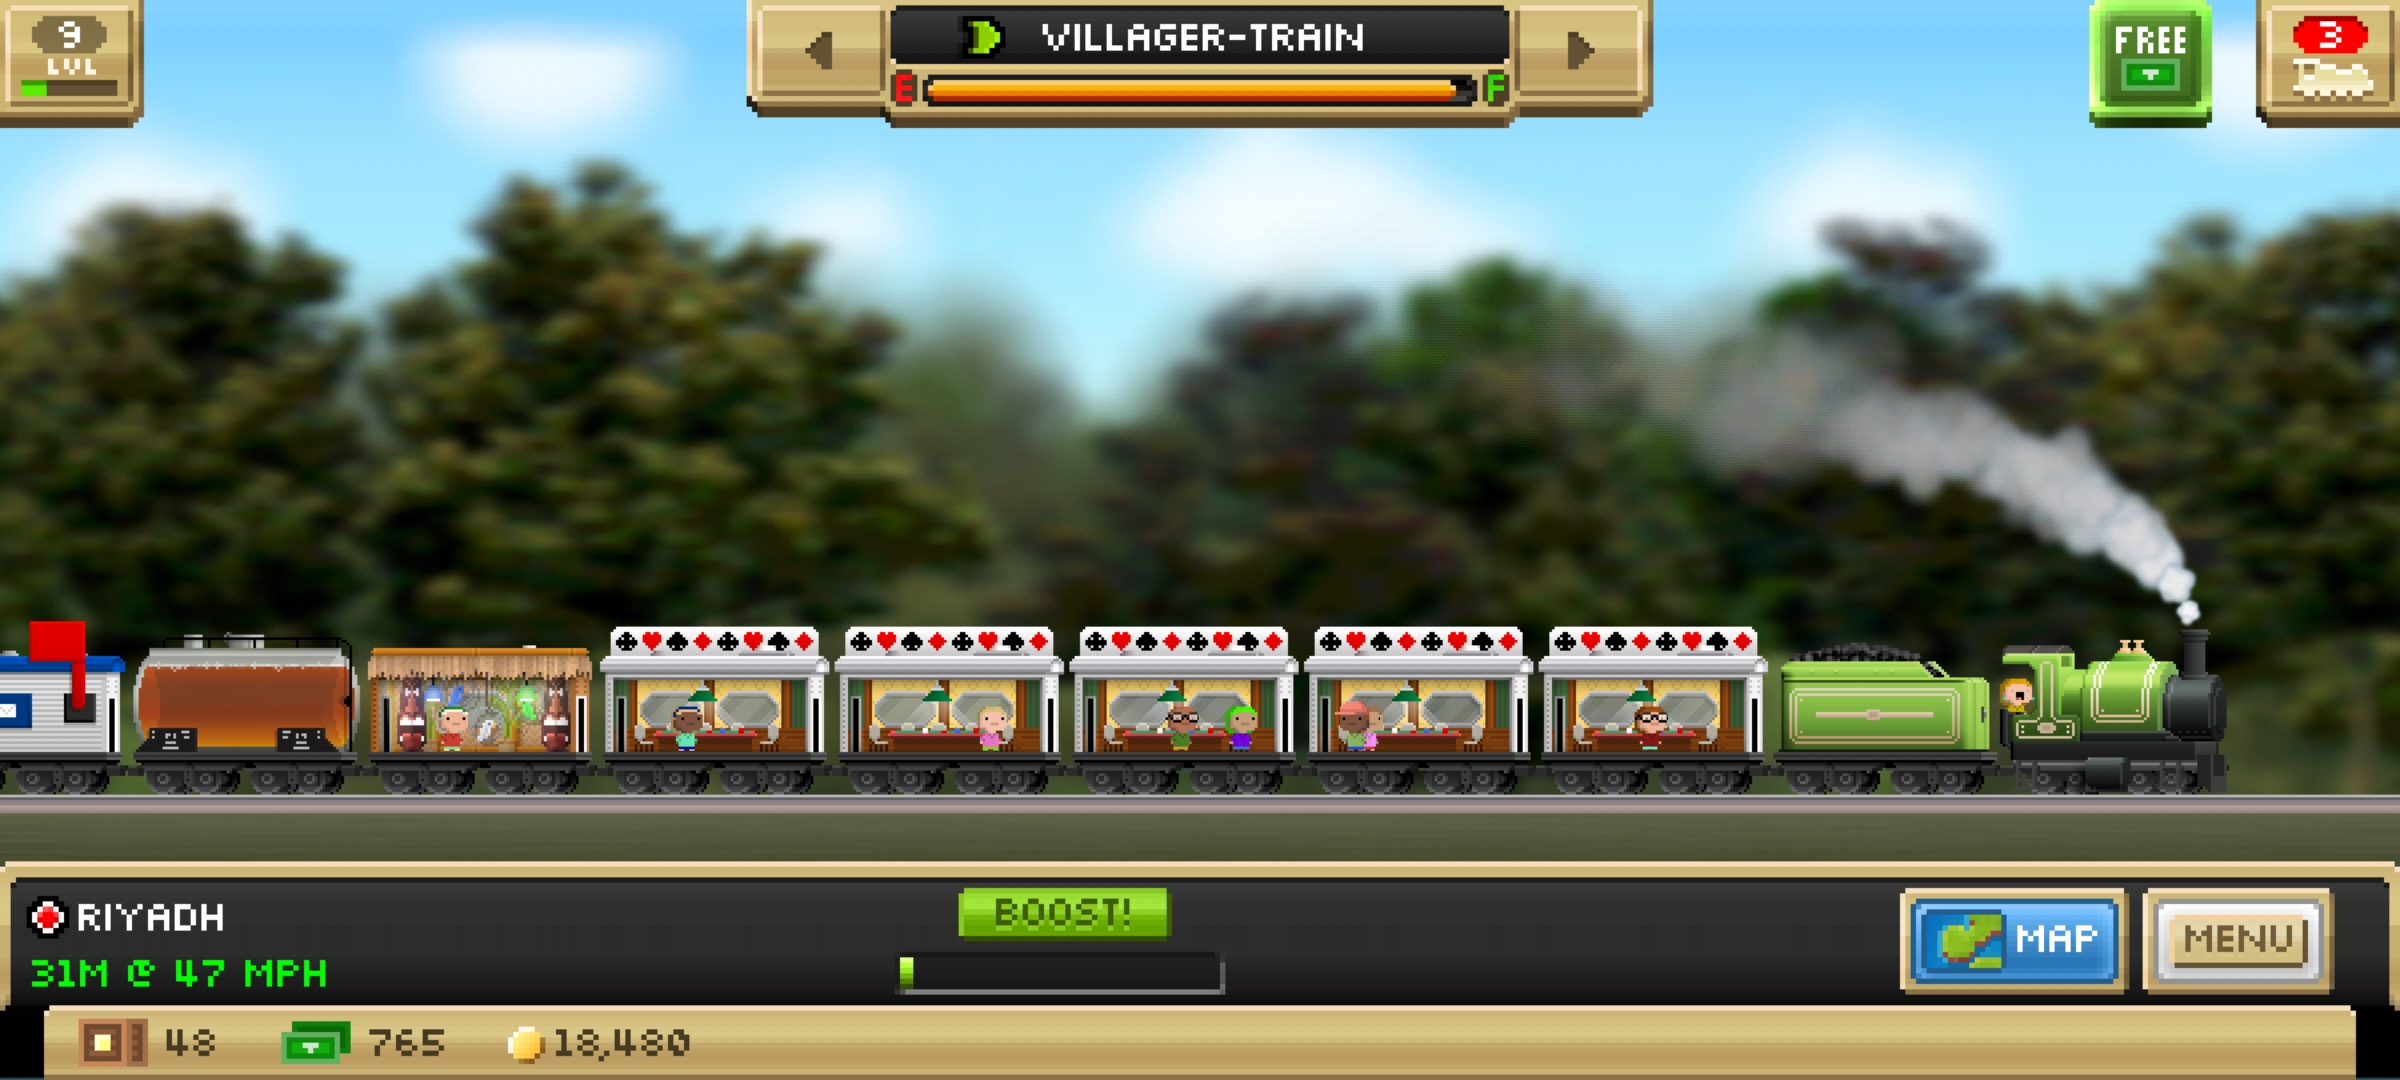 9
LVL
VILLAGER-TRAIN
E F
FREE
3
RIYADH
31M @ 47 MPH
BOOST!
MAP
MENU
48
765
18,480